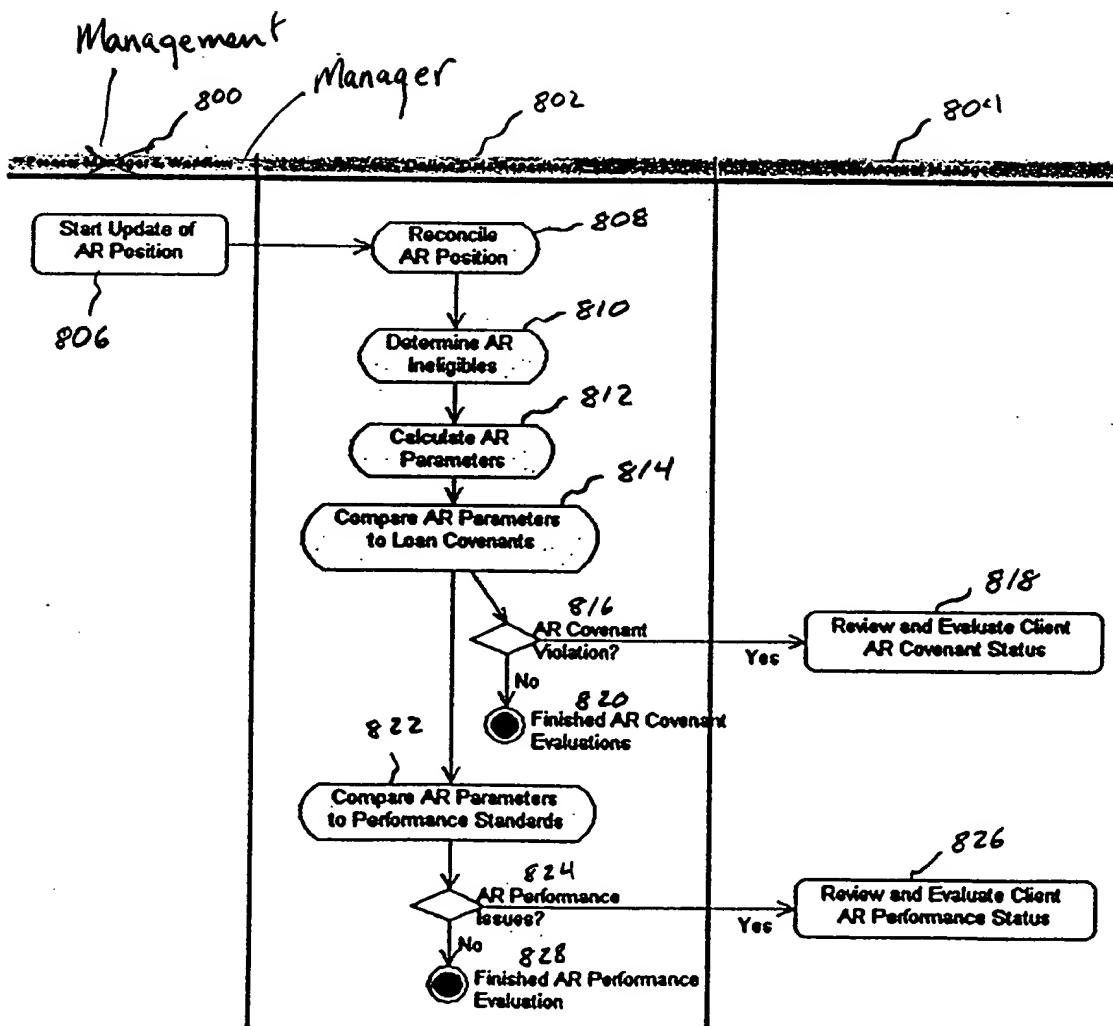 Management
800
Manager
802
804
Account Manager
Start Update of
AR Position
806
Reconcile
AR Position
808
810
Determine AR
Ineligibles
812
Calculate AR
Parameters
814
Compare AR Parameters
to Loan Covenants
816
AR Covenant
Violation?
Yes
818
Review and Evaluate Client
AR Covenant Status
No
820
Finished AR Covenant
Evaluations
822
Compare AR Parameters
to Performance Standards
824
AR Performance
Issues?
Yes
826
Review and Evaluate Client
AR Performance Status
No
828
Finished AR Performance
Evaluation